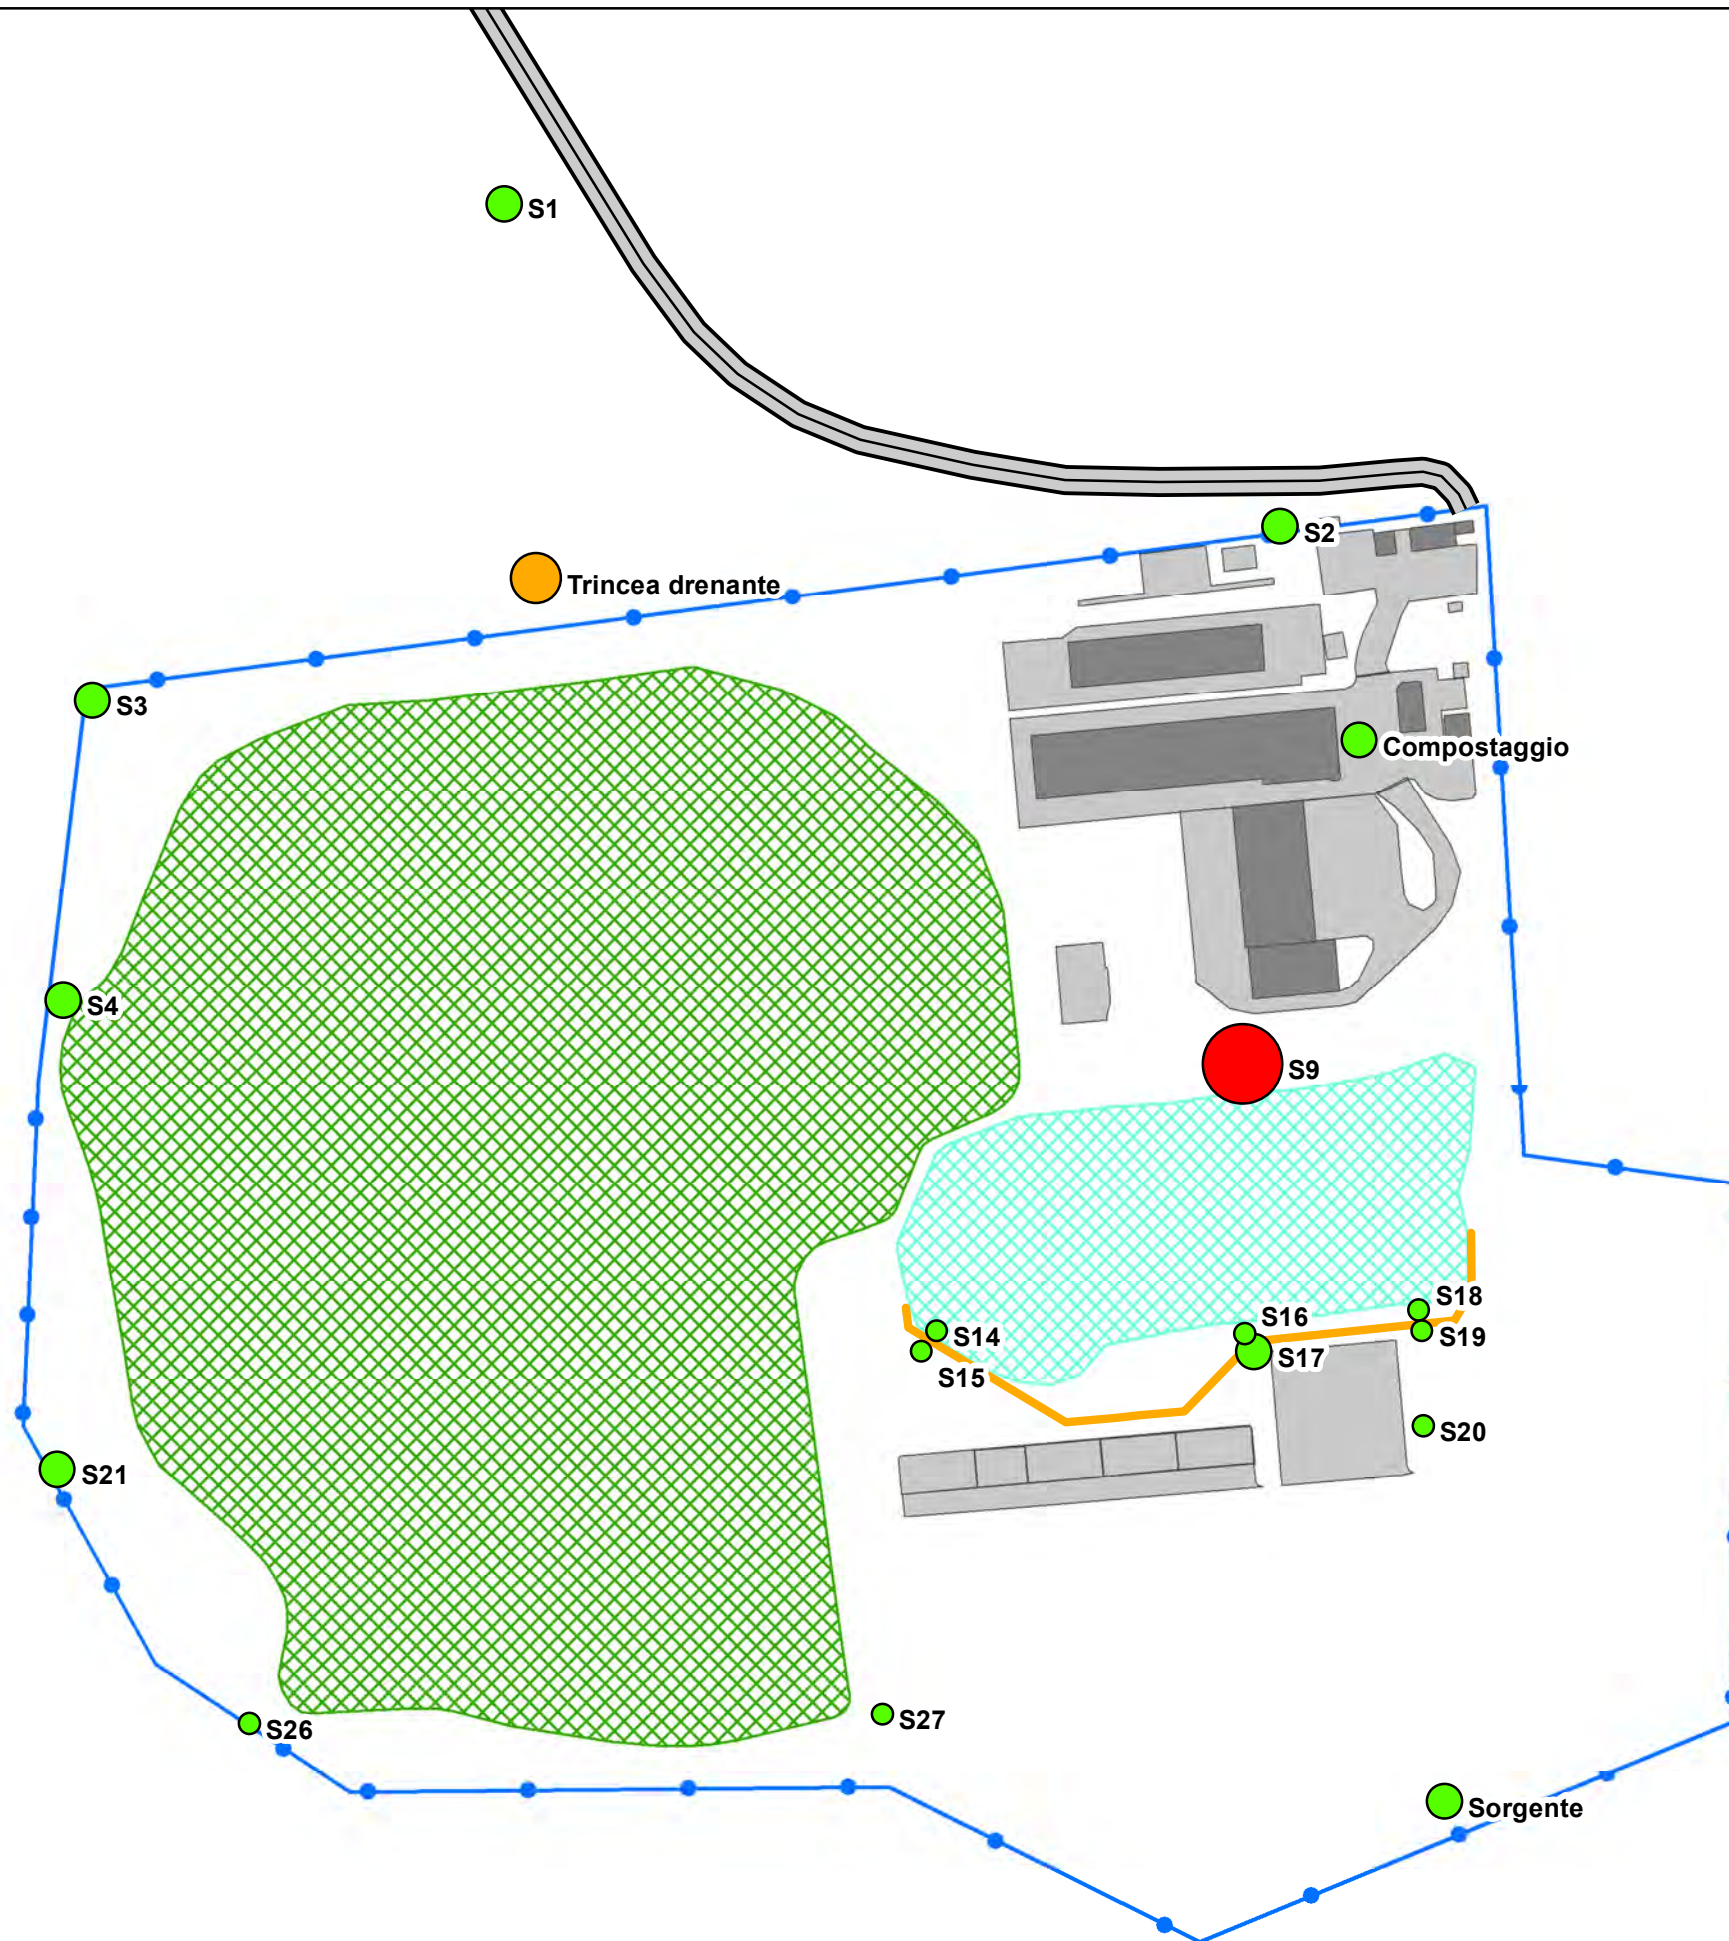 S1
S2
Trincea drenante
S3
Compostaggio
S4
S9
S18
S16
S14
S19
S17
S15
S20
S21
S27
S26
Sorgente